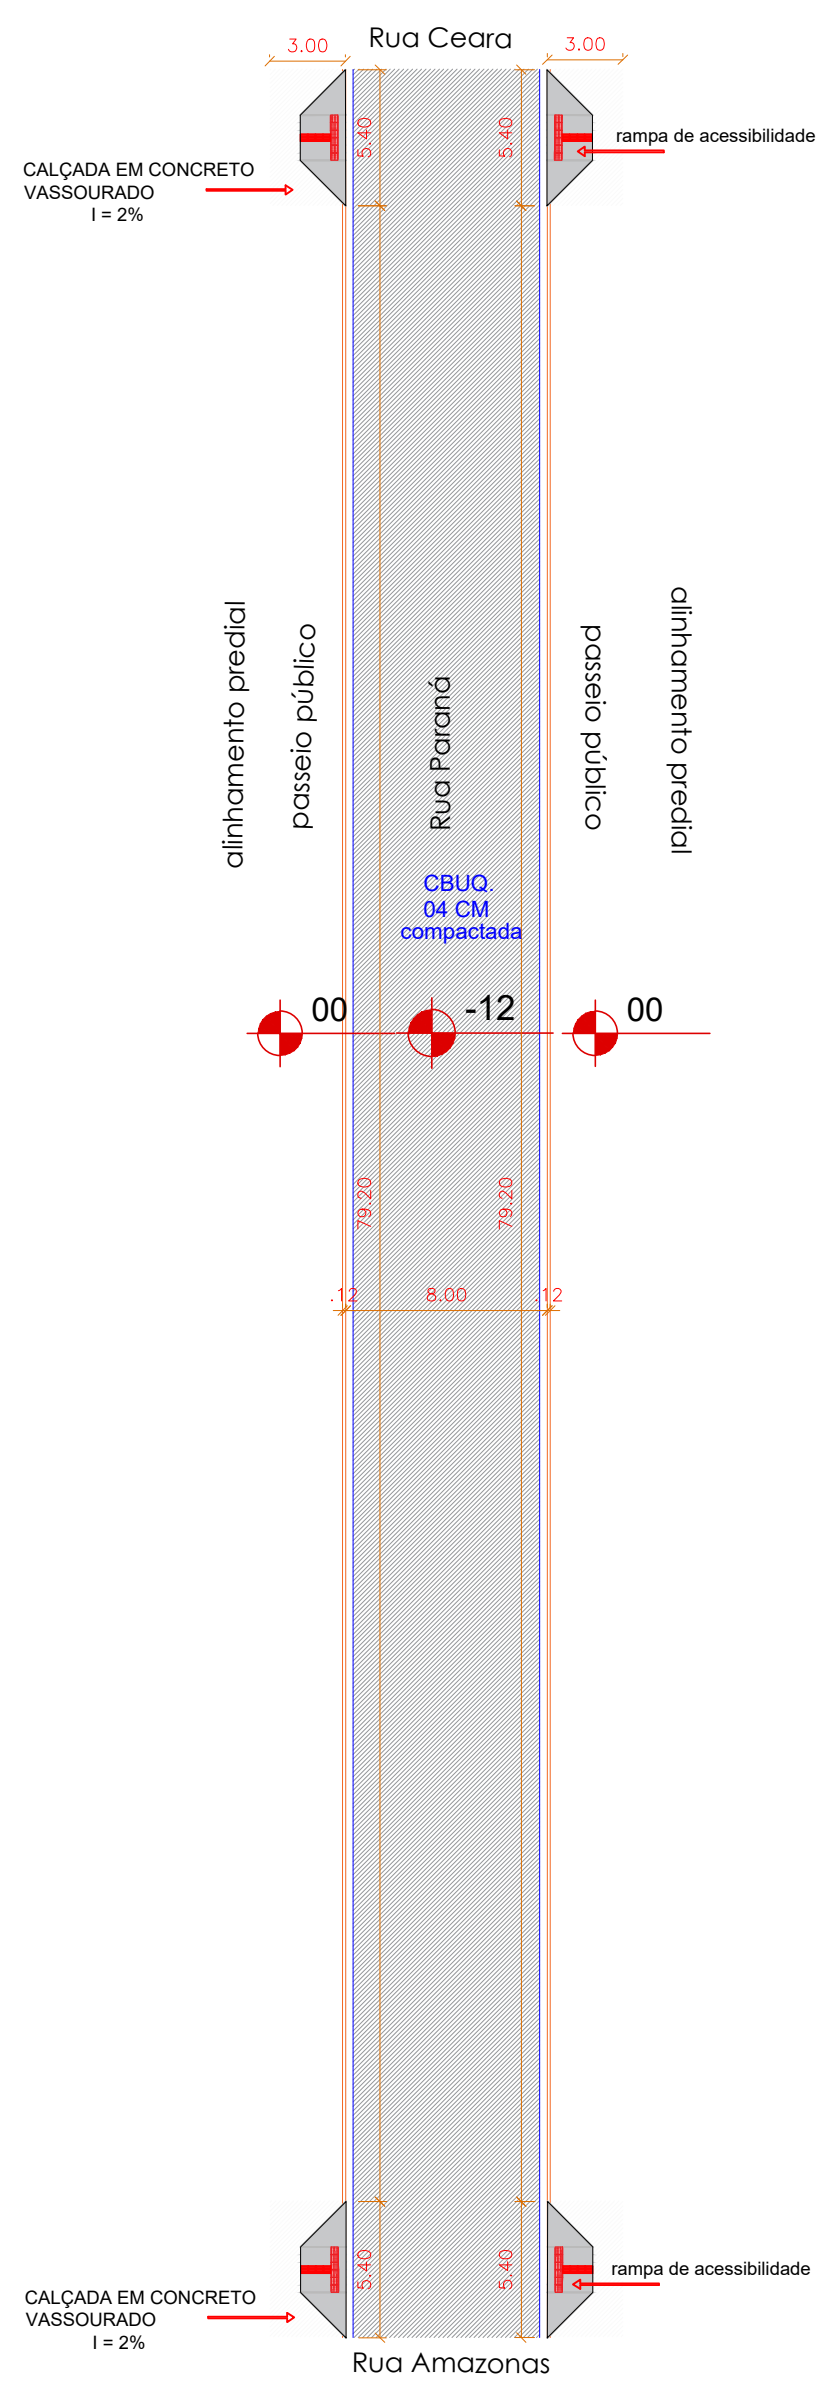 Rua Ceara
3.00
3.00
5.40
5.40
rampa de acessibilidade
CALÇADA EM CONCRETO
VASSOURADO
I = 2%
alinhamento predial
passeio público
Rua Paraná
passeio público
alinhamento predial
CBUQ.
04 CM
compactada
00
-12
00
79.20
79.20
.12
8.00
.12
5.40
5.40
rampa de acessibilidade
CALÇADA EM CONCRETO
VASSOURADO
I = 2%
Rua Amazonas